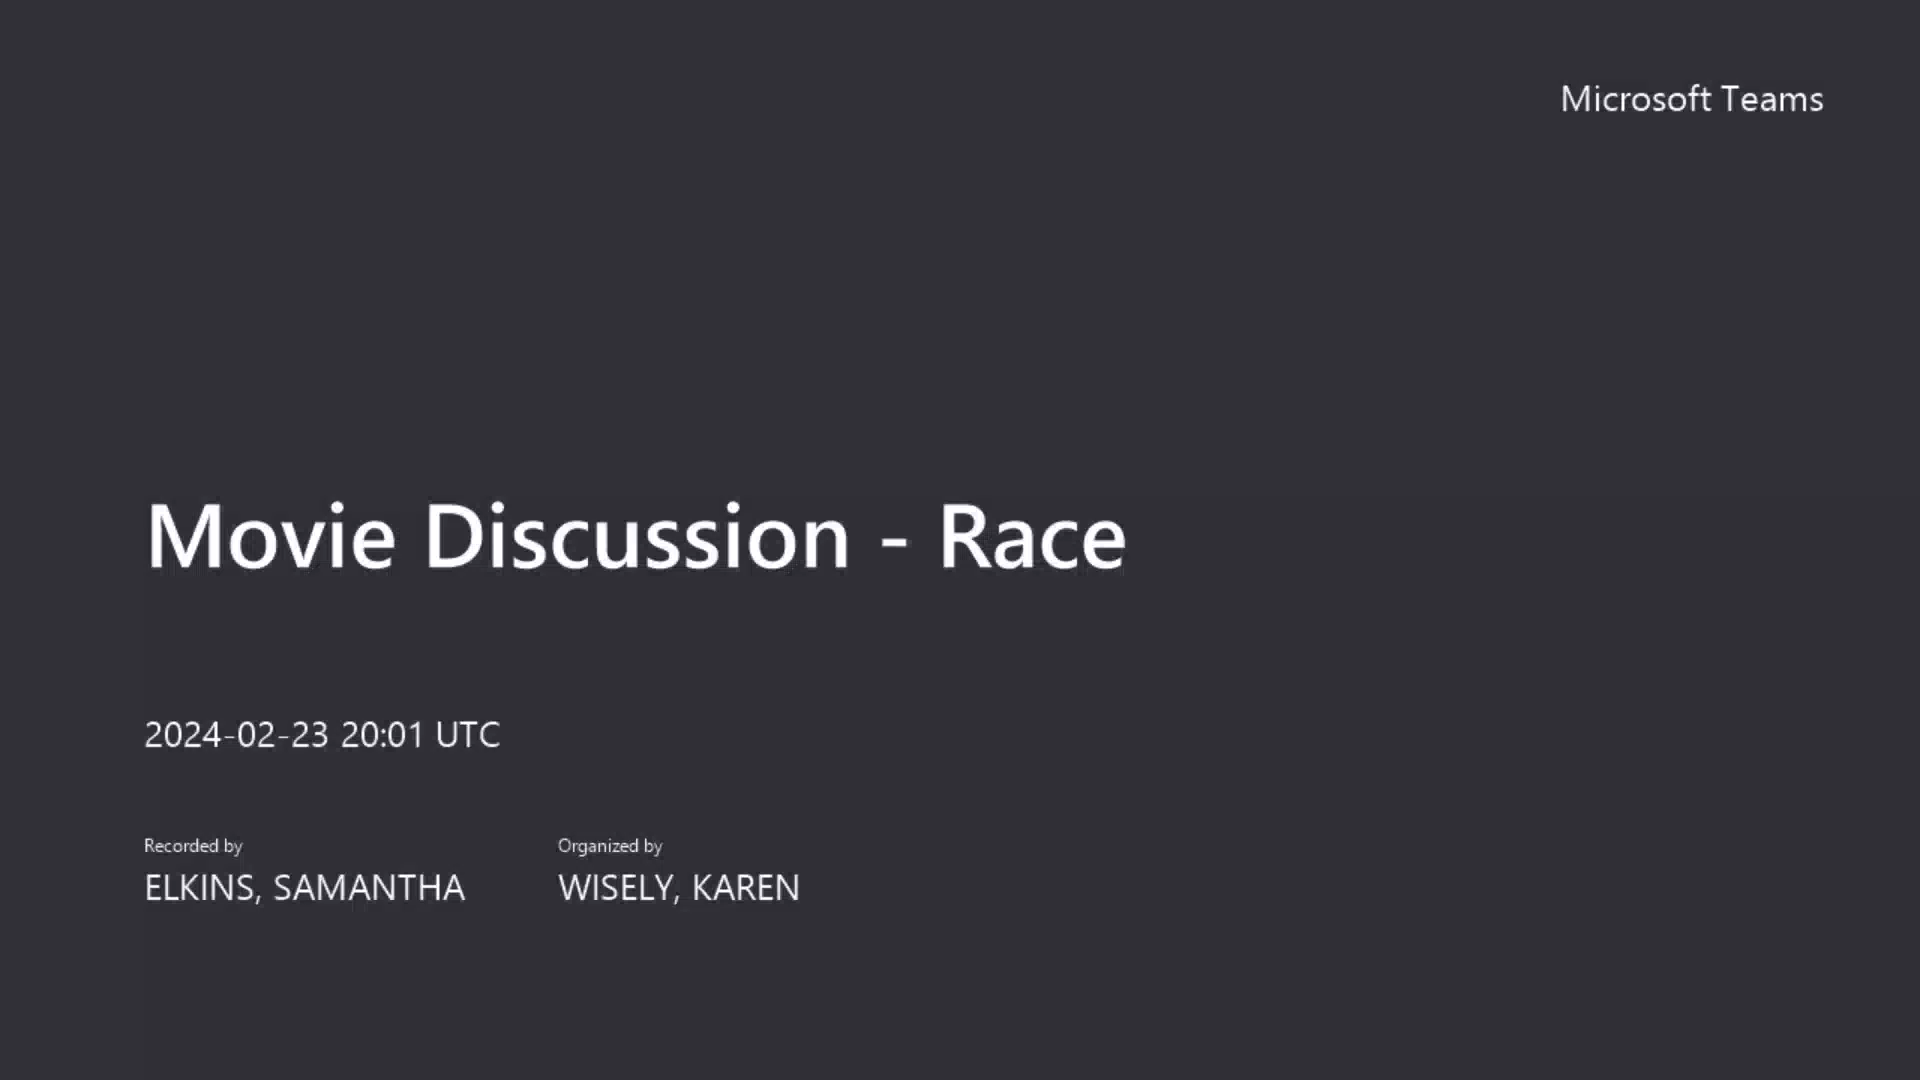 Microsoft Teams
Movie Discussion - Race
2024-02-23 20:01 UTC
Recorded by
ELKINS, SAMANTHA
Organized by
WISELY, KAREN